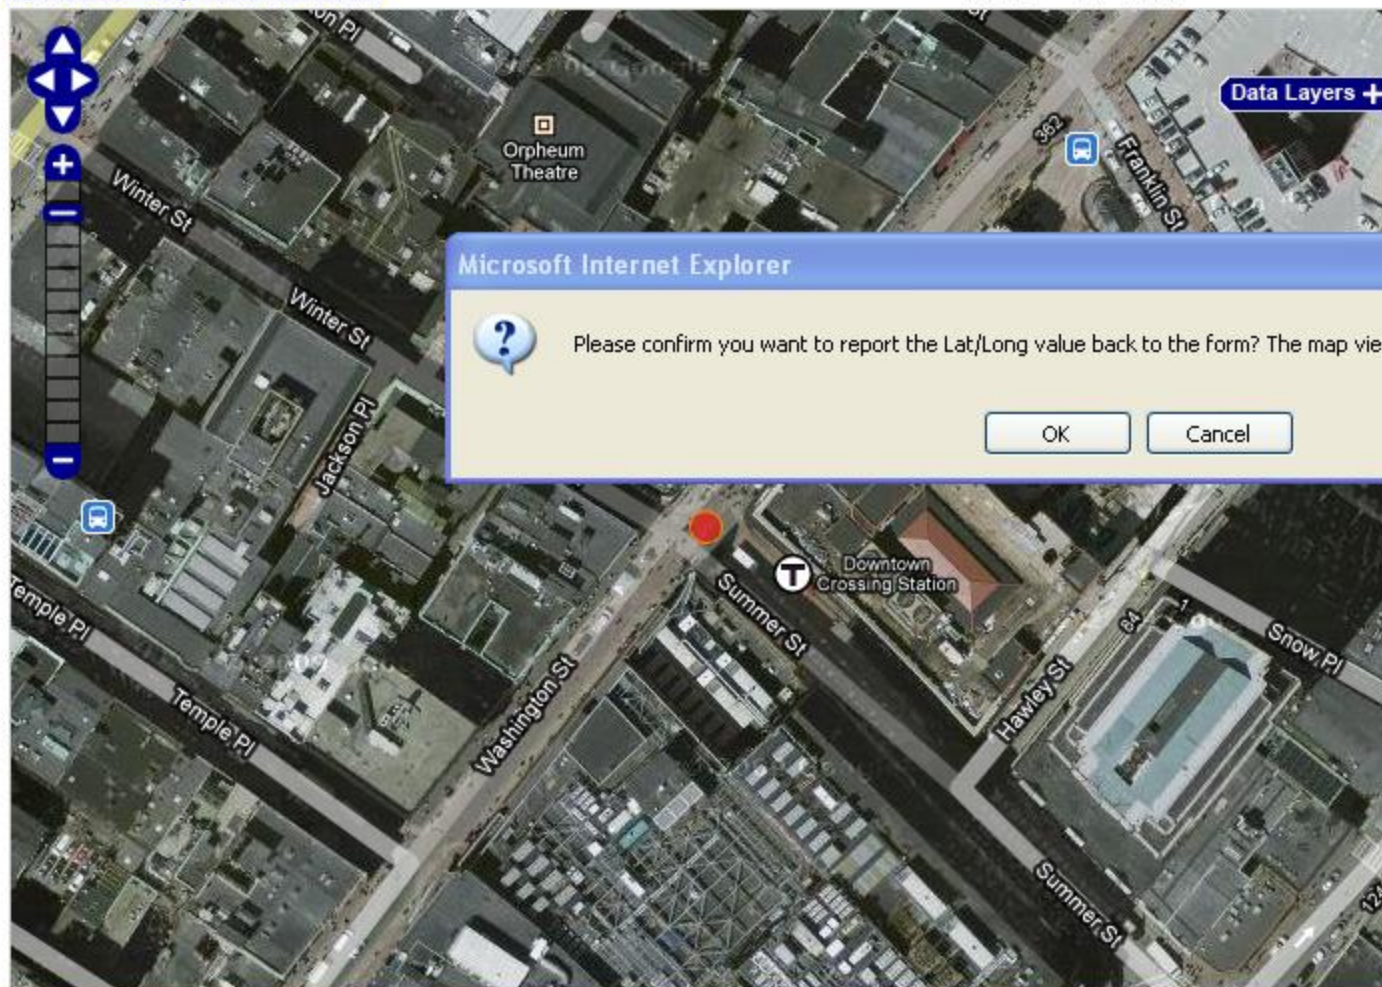 Data Layers +
Orpheum
Theatre
362
Franklin St
Winter St
Microsoft Internet Explorer
Winter St
Please confirm you want to report the Lat/Long value back to the form? The map vie
OK
Cancel
Jackson Pl
Downtown
Crossing Station
Summer St
Temple Pl
84
1
Snow Pl
Washington St
Hawley St
Temple Pl
Summer St
124